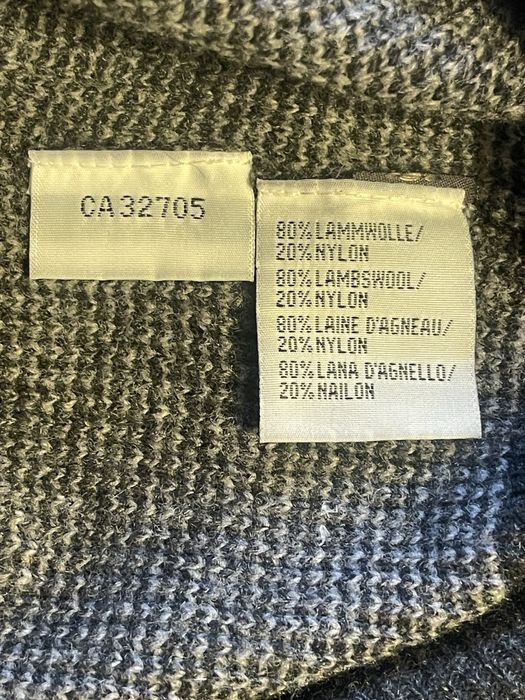 CA32705
80%LAMMWOLLE/
20%NYLON
80%LAMBSWOOL/
20%NYLON
80%LAINE D'AGNEAU/
20%NYLON
80%LANA D'AGNELLO/
20%NAILON